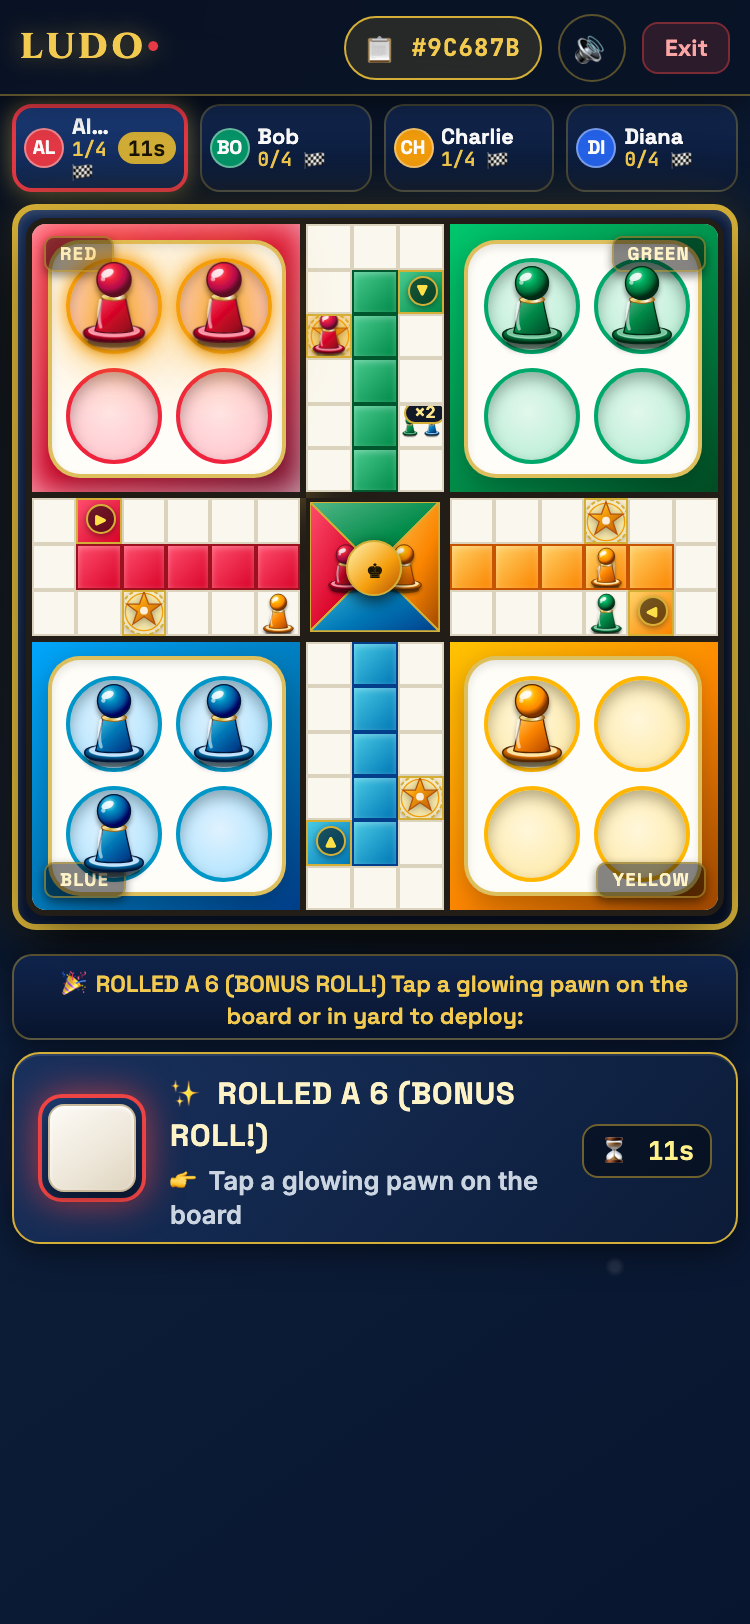 LUDO
📋 #9C687B
Exit
AL
Al...
1/4
11s
BO
Bob
0/4
CH
Charlie
1/4
DI
Diana
0/4
RED
GREEN
×2
BLUE
YELLOW
🎉 ROLLED A 6 (BONUS ROLL!) Tap a glowing pawn on the
board or in yard to deploy:
✨ ROLLED A 6 (BONUS
ROLL!)
👉 Tap a glowing pawn on the
board
⏳ 11s